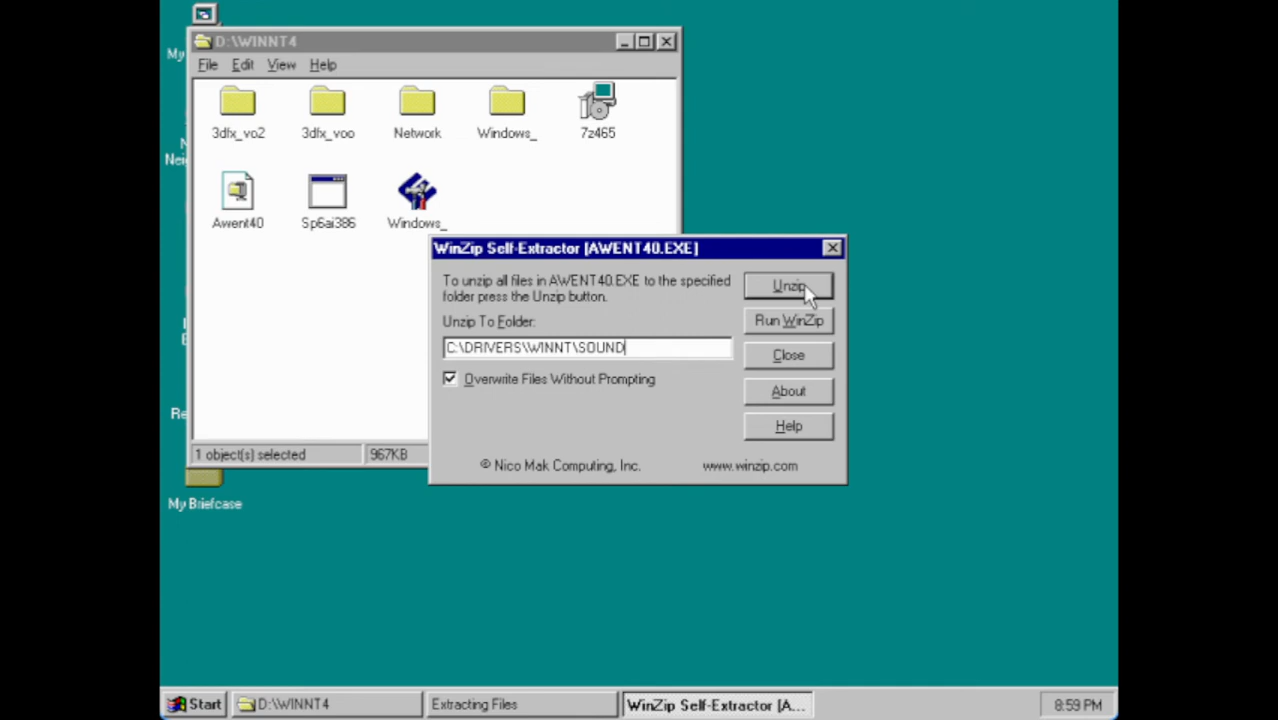 D:\WINNT4
My
File Edit View Help
3dfx_vo2 3dfx_voo Network Windows_ 7z465
N
Nei
Awent40 Sp6ai386 Windows_
WinZip Self-Extractor [AWENT40.EXE]
To unzip all files in AWENT40.EXE to the specified
folder press the Unzip button.
Unzip
Unzip To Folder:
Run WinZip
C:\DRIVERS\WINNT\SOUND
Close
Overwrite Files Without Prompting
About
Re
Help
1 object(s) selected 967KB
© Nico Mak Computing, Inc. www.winzip.com
My Briefcase
Start D:\WINNT4 Extracting Files WinZip Self-Extractor [A... 8:59 PM